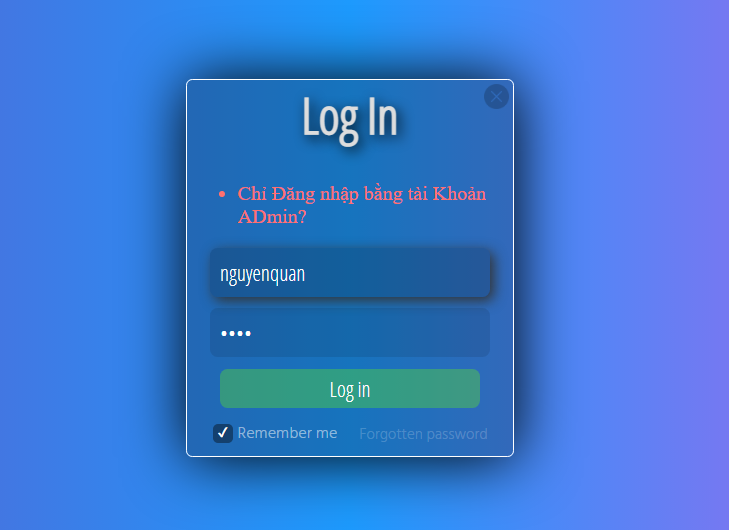 Log In
Chỉ Đăng nhập bằng tài Khoản
ADmin?
nguyenquan
••••
Log in
Remember me
Forgotten password